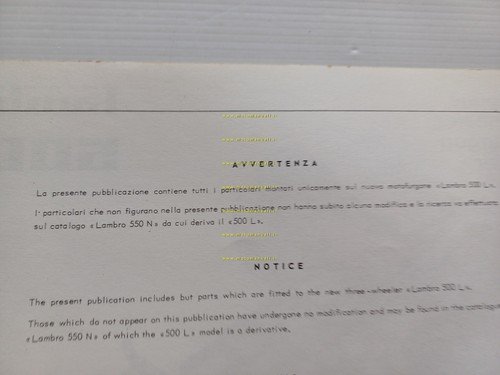 AVVERTENZA
La presente pubblicazione contiene tutti i particolari montati unicamente sul nuovo motofurgone «Lambro 500 L».
I particolari che non figurano nella presente pubblicazione non hanno subito alcuna modifica e la ricerca va effettuata
sul catalogo «Lambro 550 N» da cui deriva il «500 L».
NOTICE
The present publication includes but parts which are fitted to the new three-wheeler «Lambro 500 L».
Those which do not appear on this pubblication have undergone no modification and may be found in the catalogue
«Lambro 550 N» of which the «500 L» model is a derivative.